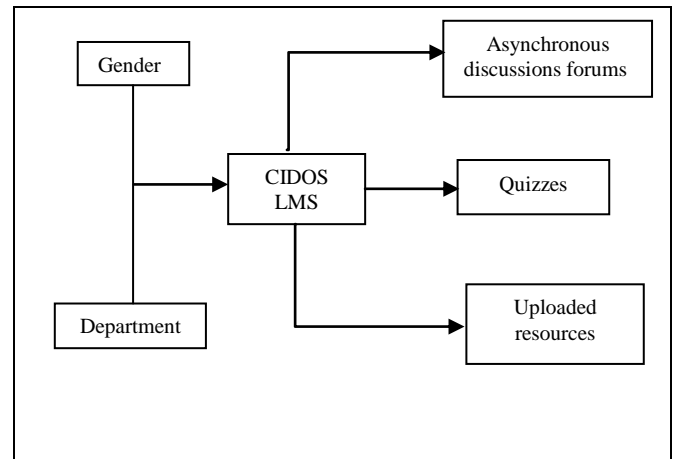 Gender
Department
CIDOS
LMS
Asynchronous
discussions forums
Quizzes
Uploaded
resources